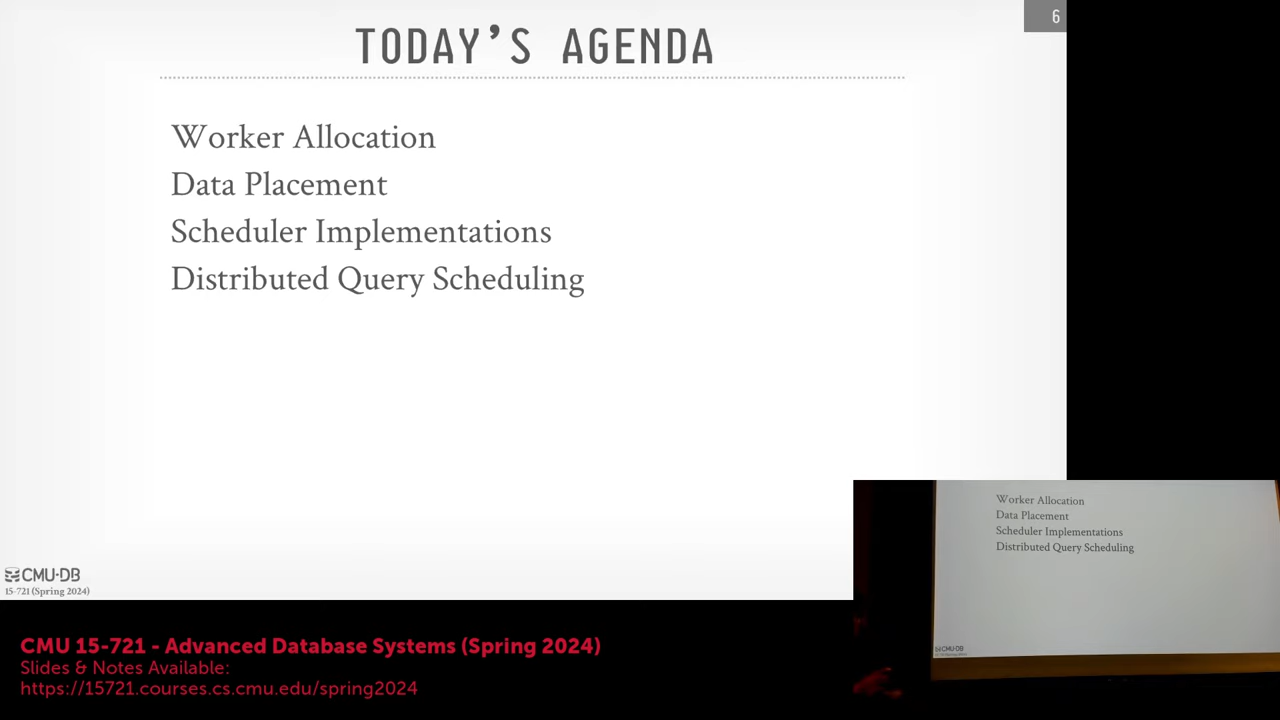 6
TODAY'S AGENDA
Worker Allocation
Data Placement
Scheduler Implementations
Distributed Query Scheduling
CMU·DB
15-721 (Spring 2024)
Worker Allocation
Data Placement
Scheduler Implementations
Distributed Query Scheduling
CMU·DB
CMU 15-721 - Advanced Database Systems (Spring 2024)
Slides & Notes Available:
https://15721.courses.cs.cmu.edu/spring2024